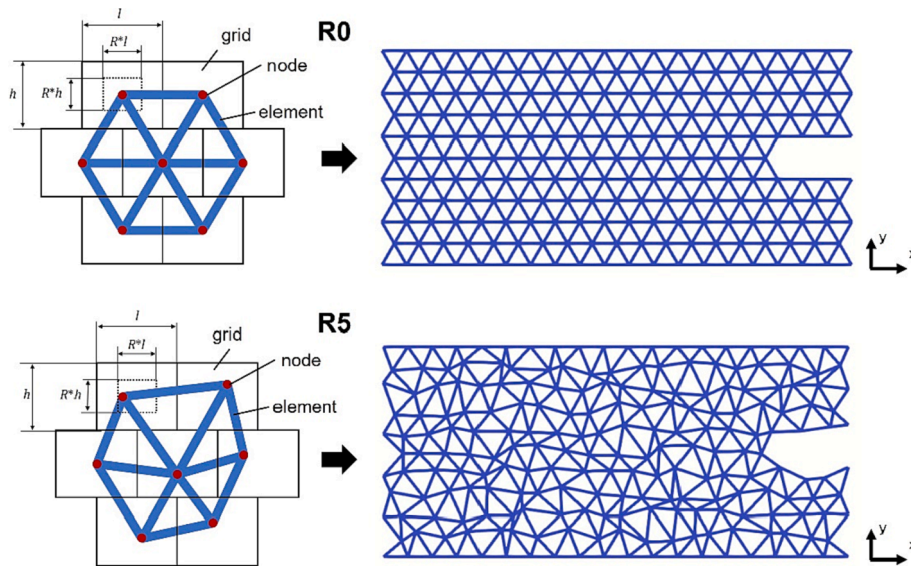 l
R*l
grid
R0
node
R*h
h
element
y
x
l
R5
R*l
grid
node
h
R*h
element
y
x